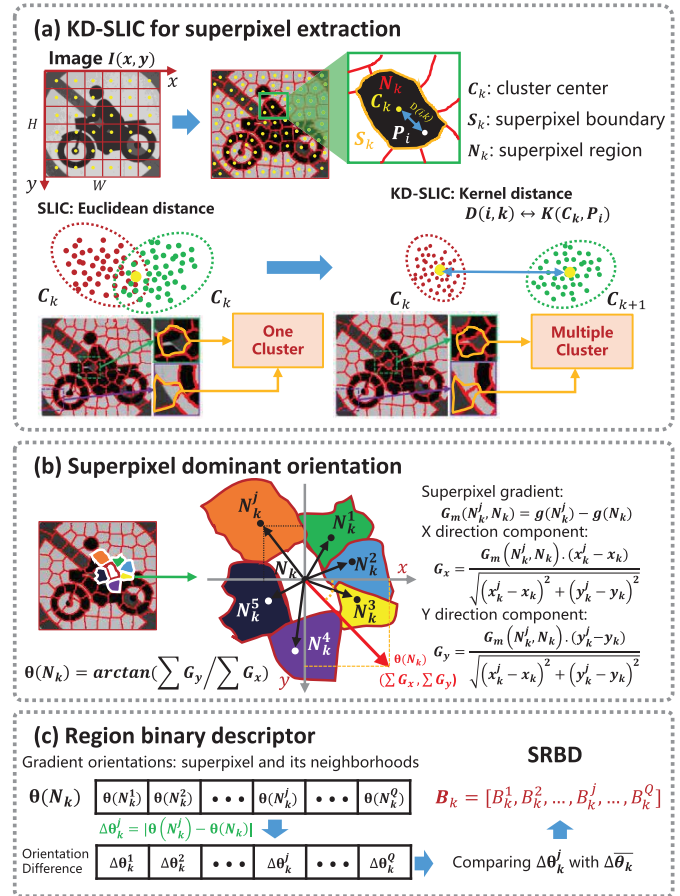 (a) KD-SLIC for superpixel extraction
Image I(x, y)
x
H
y
W
N_k
C_k
D(i,k)
P_i
S_k
C_k: cluster center
S_k: superpixel boundary
N_k: superpixel region
SLIC: Euclidean distance
KD-SLIC: Kernel distance
D(i, k) ↔ K(C_k, P_i)
C_k
C_k
C_k
C_{k+1}
One
Cluster
Multiple
Cluster
(b) Superpixel dominant orientation
N_k^j
N_k^1
N_k^2
N_k
N_k^3
N_k^5
N_k^4
x
y
θ(N_k)
(∑ G_x , ∑ G_y)
θ(N_k) = arctan(∑ G_y / ∑ G_x)
Superpixel gradient:
G_m(N_k^j, N_k) = g(N_k^j) − g(N_k)
X direction component:
G_x = G_m(N_k^j, N_k) . (x_k^j − x_k) / √((x_k^j − x_k)^2 + (y_k^j − y_k)^2)
Y direction component:
G_y = G_m(N_k^j, N_k) . (y_k^j − y_k) / √((x_k^j − x_k)^2 + (y_k^j − y_k)^2)
(c) Region binary descriptor
Gradient orientations: superpixel and its neighborhoods
SRBD
θ(N_k) θ(N_k^1) θ(N_k^2) ••• θ(N_k^j) ••• θ(N_k^Q)
B_k = [B_k^1, B_k^2, …, B_k^j, …, B_k^Q]
Δθ_k^j = |θ(N_k^j) − θ(N_k)|
Orientation
Difference
Δθ_k^1 Δθ_k^2 ••• Δθ_k^j ••• Δθ_k^Q
Comparing Δθ_k^j with Δ\overline{θ_k}